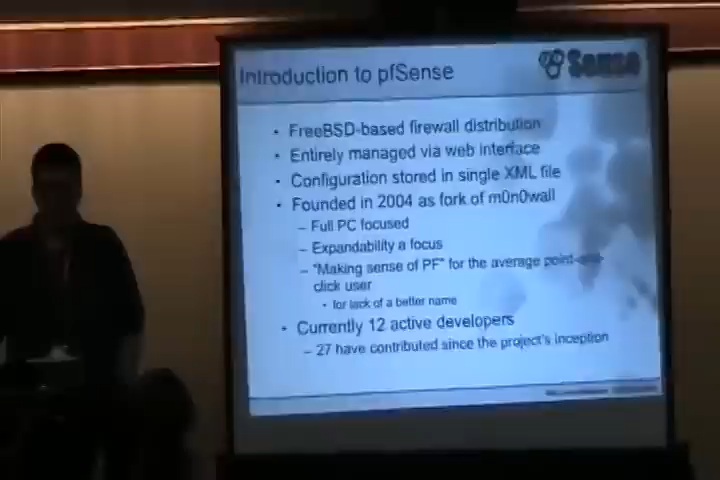 Introduction to pfSense
Sense
• FreeBSD-based firewall distribution
• Entirely managed via web interface
• Configuration stored in single XML file
• Founded in 2004 as fork of m0n0wall
– Full PC focused
– Expandability a focus
– "Making sense of PF" for the average point-and-
click user
• for lack of a better name
• Currently 12 active developers
– 27 have contributed since the project's inception